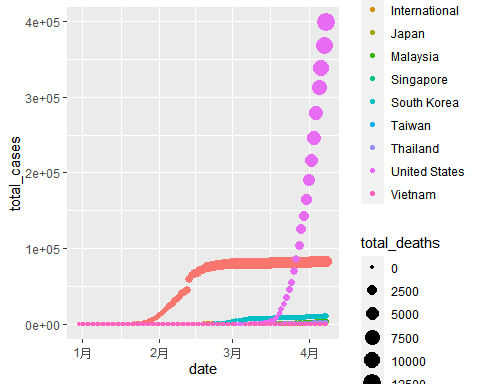 4e+05
3e+05
2e+05
1e+05
0e+00
total_cases
1月
2月
3月
4月
date
International
Japan
Malaysia
Singapore
South Korea
Taiwan
Thailand
United States
Vietnam
total_deaths
0
2500
5000
7500
10000
12500